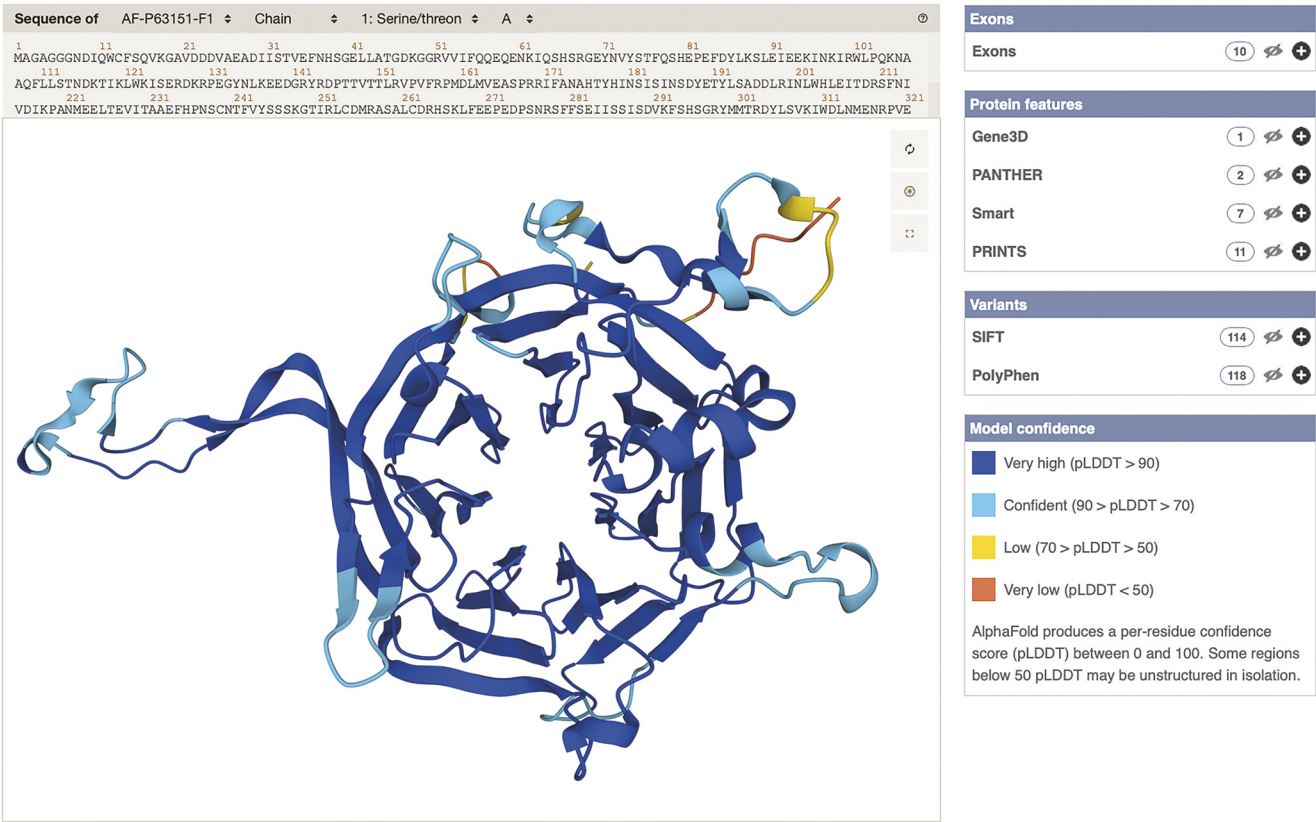 Sequence of AF-P63151-F1 Chain 1: Serine/threon A
1 11 21 31 41 51 61 71 81 91 101
MAGAGGGNDIQWCFSQVKGAVDDDVAEADIISTVEFNHSGELLATGDKGGRVVIFQQEQENKIQSHSRGEYNVYSTFQSHEPEFDYLKSLEIEEKINKIRWLPQKNA
111 121 131 141 151 161 171 181 191 201 211
AQFLLSTNDKTIKLWKISERDKRPEGYNLKEEDGRYRDPTTVTTLRVPVFRPMDLMVEASPRRIFANAHTYHINSISINSDYETYLSADDLRINLWHLEITDRSFNI
221 231 241 251 261 271 281 291 301 311 321
VDIKPANMEELTEVITAAEFHPNSCNTFVYSSSKGTIRLCDMRASALCDRHSKLFEEPEDPSNRSFFSEIISSISDVKFSHSGRYMMTRDYLSVKIWDLNMENRPVE
Exons
Exons 10
Protein features
Gene3D 1
PANTHER 2
Smart 7
PRINTS 11
Variants
SIFT 114
PolyPhen 118
Model confidence
Very high (pLDDT > 90)
Confident (90 > pLDDT > 70)
Low (70 > pLDDT > 50)
Very low (pLDDT < 50)
AlphaFold produces a per-residue confidence
score (pLDDT) between 0 and 100. Some regions
below 50 pLDDT may be unstructured in isolation.